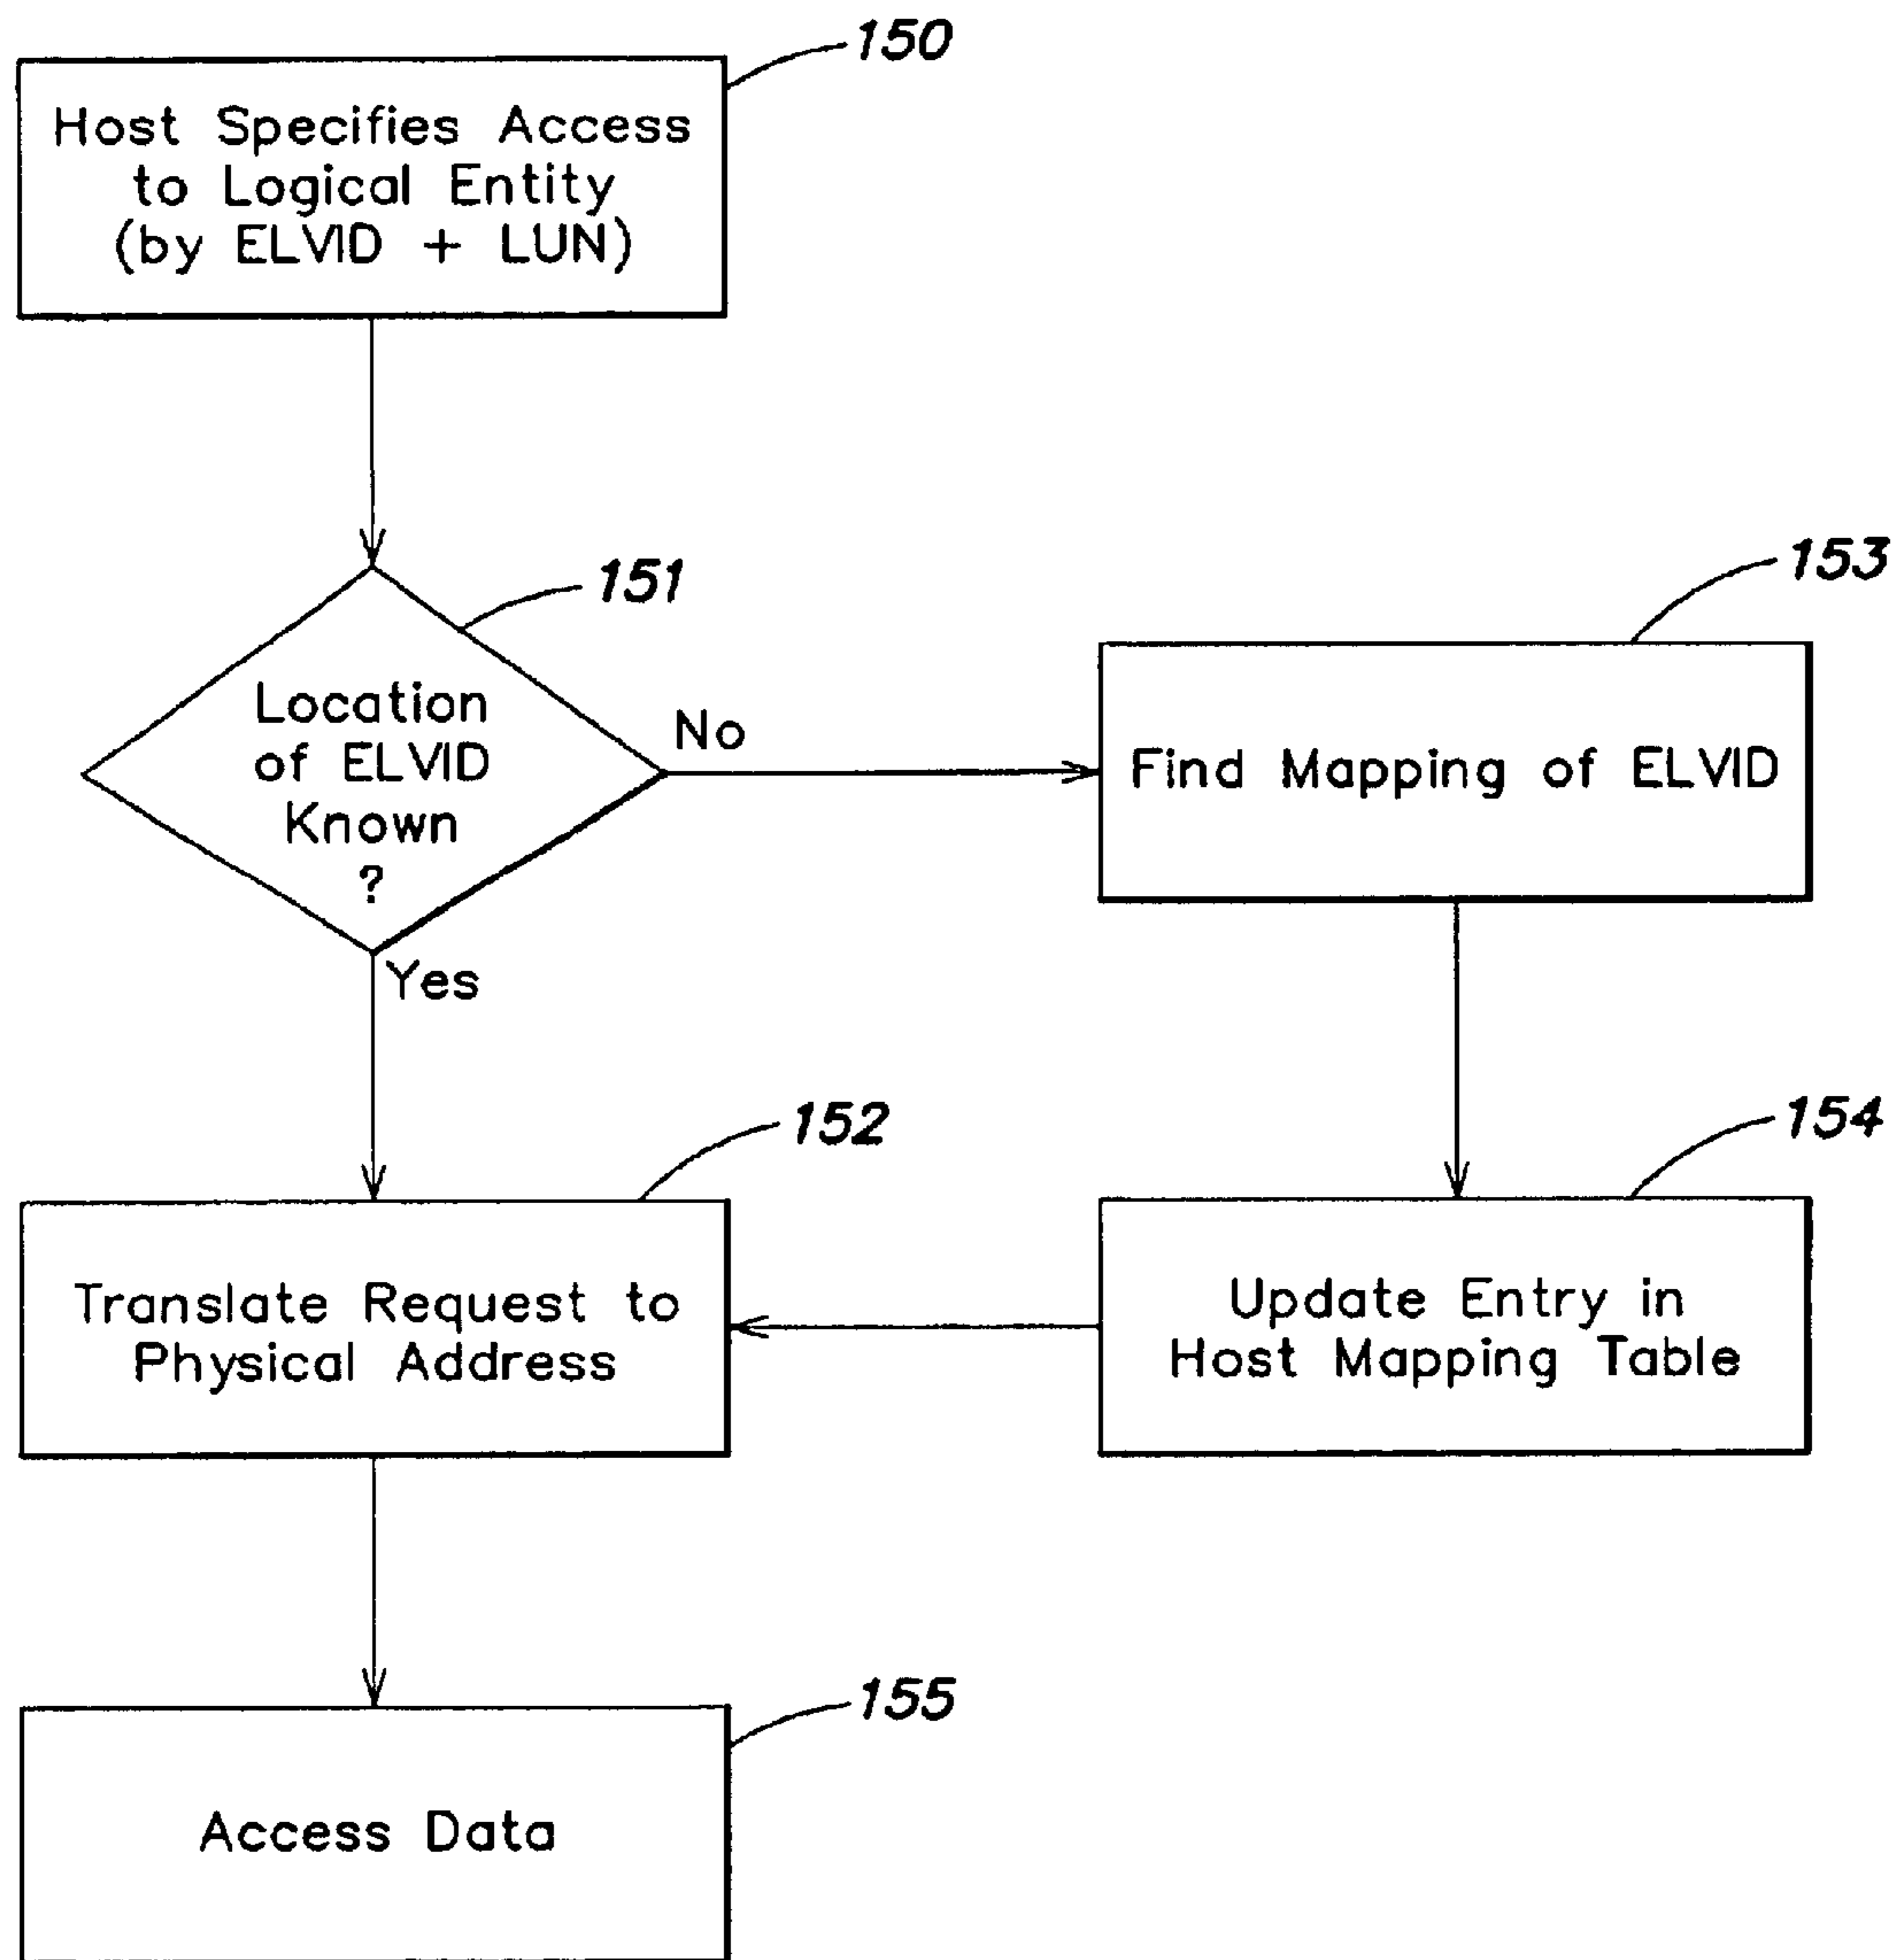 150
Host Specifies Access
to Logical Entity
(by ELVID + LUN)
151
Location
of ELVID
Known
?
No
Yes
153
Find Mapping of ELVID
152
Translate Request to
Physical Address
154
Update Entry in
Host Mapping Table
155
Access Data